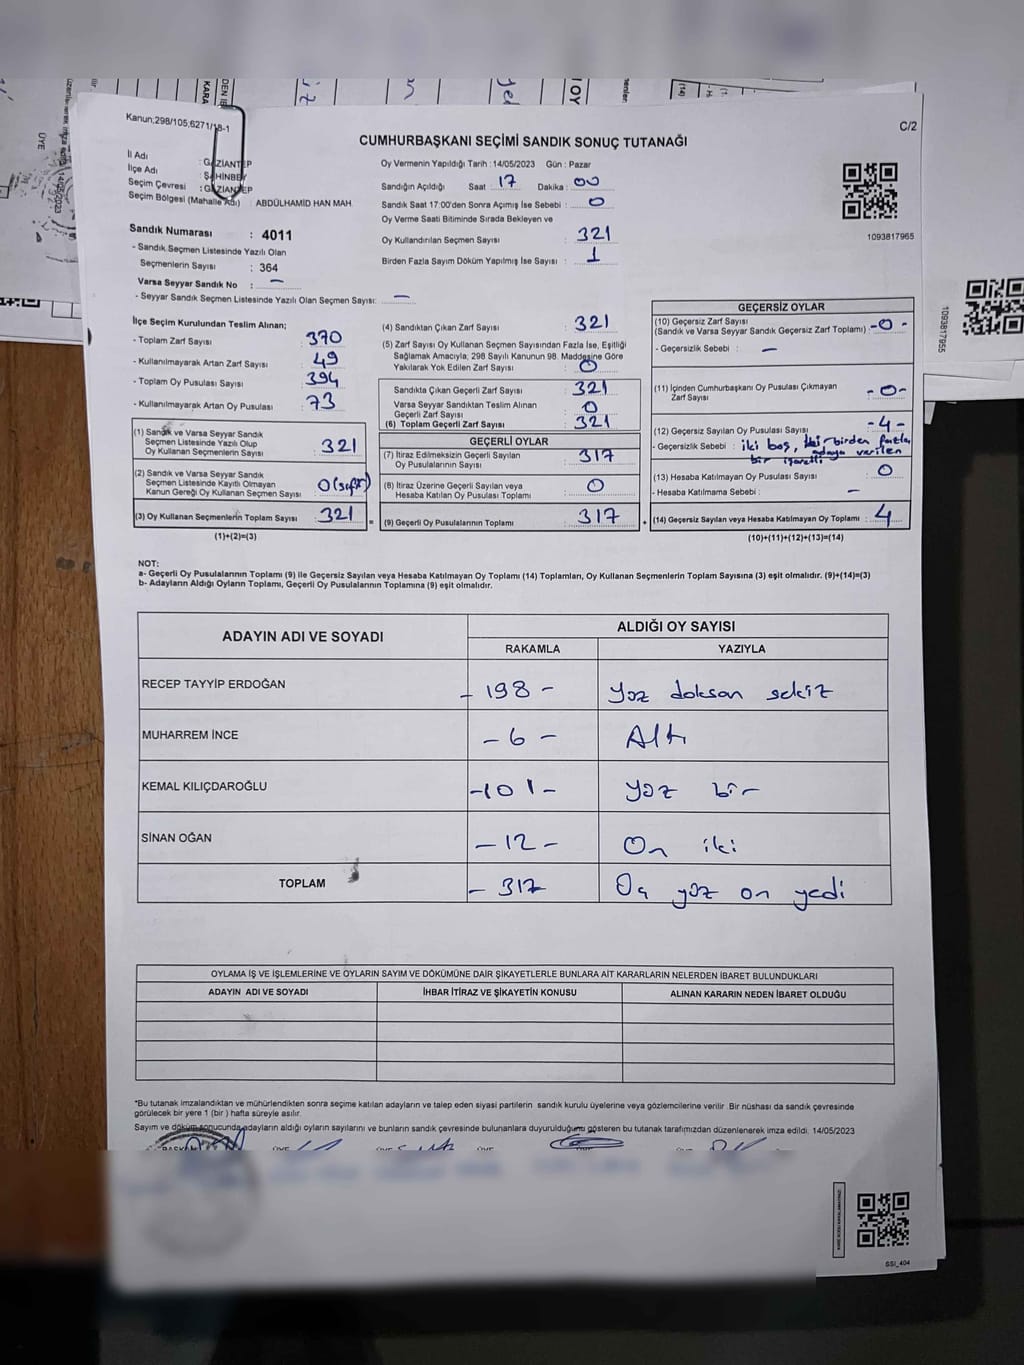 Kanun;298/105,6271/18-1
C/2
CUMHURBAŞKANI SEÇİMİ SANDIK SONUÇ TUTANAĞI
İl Adı : GAZİANTEP
İlçe Adı : ŞAHİNBEY
Seçim Çevresi : GAZİANTEP
Seçim Bölgesi (Mahalle Adı) : ABDÜLHAMİD HAN MAH.
Sandık Numarası : 4011
- Sandık Seçmen Listesinde Yazılı Olan
Seçmenlerin Sayısı : 364
Varsa Seyyar Sandık No : —
- Seyyar Sandık Seçmen Listesinde Yazılı Olan Seçmen Sayısı: —
Oy Vermenin Yapıldığı Tarih : 14/05/2023 Gün : Pazar
Sandığın Açıldığı Saat : 17 Dakika : 00
Sandık Saat 17:00'den Sonra Açımış İse Sebebi : 0
Oy Verme Saati Bitiminde Sırada Bekleyen ve
Oy Kullandırılan Seçmen Sayısı : 321
Birden Fazla Sayım Döküm Yapılmış İse Sayısı : 1
1093817965
İlçe Seçim Kurulundan Teslim Alınan;
- Toplam Zarf Sayısı : 370
- Kullanılmayarak Artan Zarf Sayısı : 49
- Toplam Oy Pusulası Sayısı : 394
- Kullanılmayarak Artan Oy Pusulası : 73
(1) Sandık ve Varsa Seyyar Sandık
Seçmen Listesinde Yazılı Olup
Oy Kullanan Seçmenlerin Sayısı : 321
(2) Sandık ve Varsa Seyyar Sandık
Seçmen Listesinde Kayıtlı Olmayan
Kanun Gereği Oy Kullanan Seçmen Sayısı : 0 (sıfır)
(3) Oy Kullanan Seçmenlerin Toplam Sayısı : 321
(1)+(2)=(3)
(4) Sandıktan Çıkan Zarf Sayısı : 321
(5) Zarf Sayısı Oy Kullanan Seçmen Sayısından Fazla İse, Eşitliği
Sağlamak Amacıyla; 298 Sayılı Kanunun 98. Maddesine Göre
Yakılarak Yok Edilen Zarf Sayısı : 0
Sandıkta Çıkan Geçerli Zarf Sayısı : 321
Varsa Seyyar Sandıktan Teslim Alınan
Geçerli Zarf Sayısı : 0
(6) Toplam Geçerli Zarf Sayısı : 321
GEÇERLİ OYLAR
(7) İtiraz Edilmeksizin Geçerli Sayılan
Oy Pusulalarının Sayısı : 317
(8) İtiraz Üzerine Geçerli Sayılan veya
Hesaba Katılan Oy Pusulası Toplamı : 0
(9) Geçerli Oy Pusulalarının Toplamı : 317
GEÇERSİZ OYLAR
(10) Geçersiz Zarf Sayısı
(Sandık ve Varsa Seyyar Sandık Geçersiz Zarf Toplamı) : -0-
- Geçersizlik Sebebi : —
(11) İçinden Cumhurbaşkanı Oy Pusulası Çıkmayan
Zarf Sayısı : -0-
(12) Geçersiz Sayılan Oy Pusulası Sayısı : -4-
- Geçersizlik Sebebi : iki boş, birden fazla
adaya verilen
bir işaretli
(13) Hesaba Katılmayan Oy Pusulası Sayısı : 0
- Hesaba Katılmama Sebebi : —
(14) Geçersiz Sayılan veya Hesaba Katılmayan Oy Toplamı : 4
(10)+(11)+(12)+(13)=(14)
NOT:
a- Geçerli Oy Pusulalarının Toplamı (9) ile Geçersiz Sayılan veya Hesaba Katılmayan Oy Toplamı (14) Toplamları, Oy Kullanan Seçmenlerin Toplam Sayısına (3) eşit olmalıdır. (9)+(14)=(3)
b- Adayların Aldığı Oyların Toplamı, Geçerli Oy Pusulalarının Toplamına (9) eşit olmalıdır.
ADAYIN ADI VE SOYADI ALDIĞI OY SAYISI
RAKAMLA YAZIYLA
RECEP TAYYİP ERDOĞAN - 198 - Yüz doksan sekiz
MUHARREM İNCE - 6 - Altı
KEMAL KILIÇDAROĞLU -101- Yüz bir
SİNAN OĞAN - 12 - On iki
TOPLAM - 317 Üç yüz on yedi
OYLAMA İŞ VE İŞLEMLERİNE VE OYLARIN SAYIM VE DÖKÜMÜNE DAİR ŞİKAYETLERLE BUNLARA AİT KARARLARIN NELERDEN İBARET BULUNDUKLARI
ADAYIN ADI VE SOYADI İHBAR İTİRAZ VE ŞİKAYETİN KONUSU ALINAN KARARIN NEDEN İBARET OLDUĞU
*Bu tutanak imzalandıktan ve mühürlendikten sonra seçime katılan adayların ve talep eden siyasi partilerin sandık kurulu üyelerine veya gözlemcilerine verilir. Bir nüshası da sandık çevresinde
görülecek bir yere 1 (bir ) hafta süreyle asılır.
Sayım ve döküm sonucunda adayların aldığı oyların sayılarını ve bunların sandık çevresinde bulunanlara duyurulduğunu gösteren bu tutanak tarafımızdan düzenlenerek imza edildi. 14/05/2023
SSI_404
1093817955